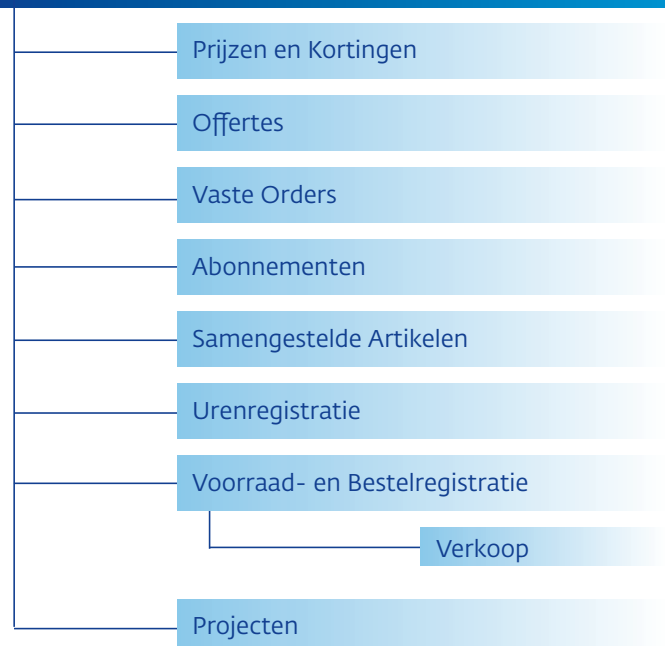 Prijzen en Kortingen
Offertes
Vaste Orders
Abonnementen
Samengestelde Artikelen
Urenregistratie
Voorraad- en Bestelregistratie
Verkoop
Projecten